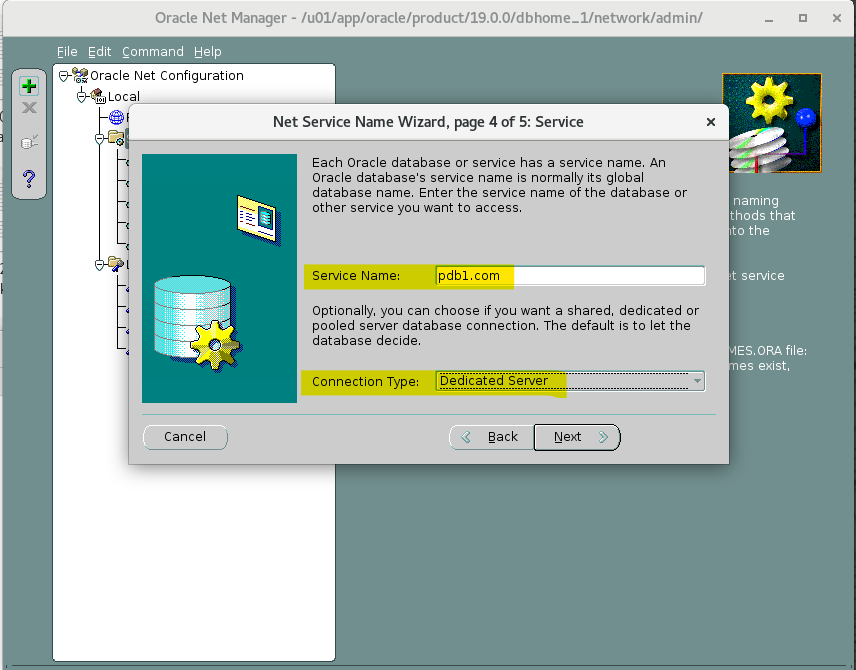 Oracle Net Manager - /u01/app/oracle/product/19.0.0/dbhome_1/network/admin/
File Edit Command Help
Oracle Net Configuration
Local
Net Service Name Wizard, page 4 of 5: Service
Each Oracle database or service has a service name. An
Oracle database's service name is normally its global
database name. Enter the service name of the database or
other service you want to access.
Service Name: pdb1.com
Optionally, you can choose if you want a shared, dedicated or
pooled server database connection. The default is to let the
database decide.
Connection Type: Dedicated Server
Cancel Back Next
naming
thods that
nto the
et service
MES.ORA file:
mes exist,